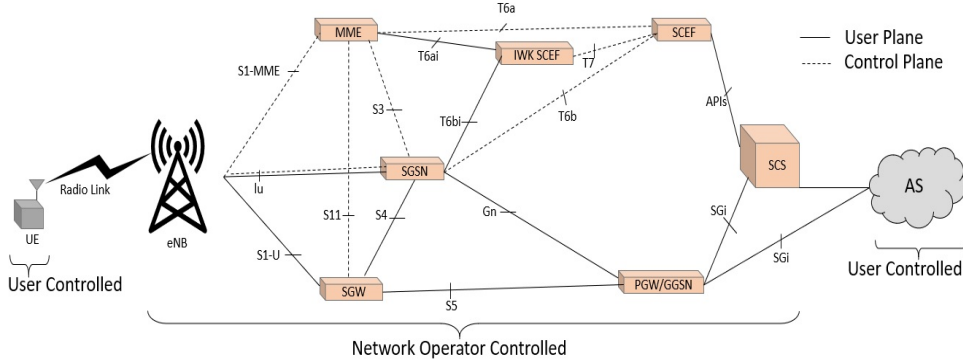 T6a
MME
SCEF
User Plane
IWK SCEF
T6ai
T7
Control Plane
S1-MME
APIs
T6b
S3
T6bi
SCS
Radio Link
SGSN
Iu
AS
UE
eNB
S11
S4
Gn
SGi
S1-U
SGi
User Controlled
User Controlled
SGW
PGW/GGSN
S5
Network Operator Controlled